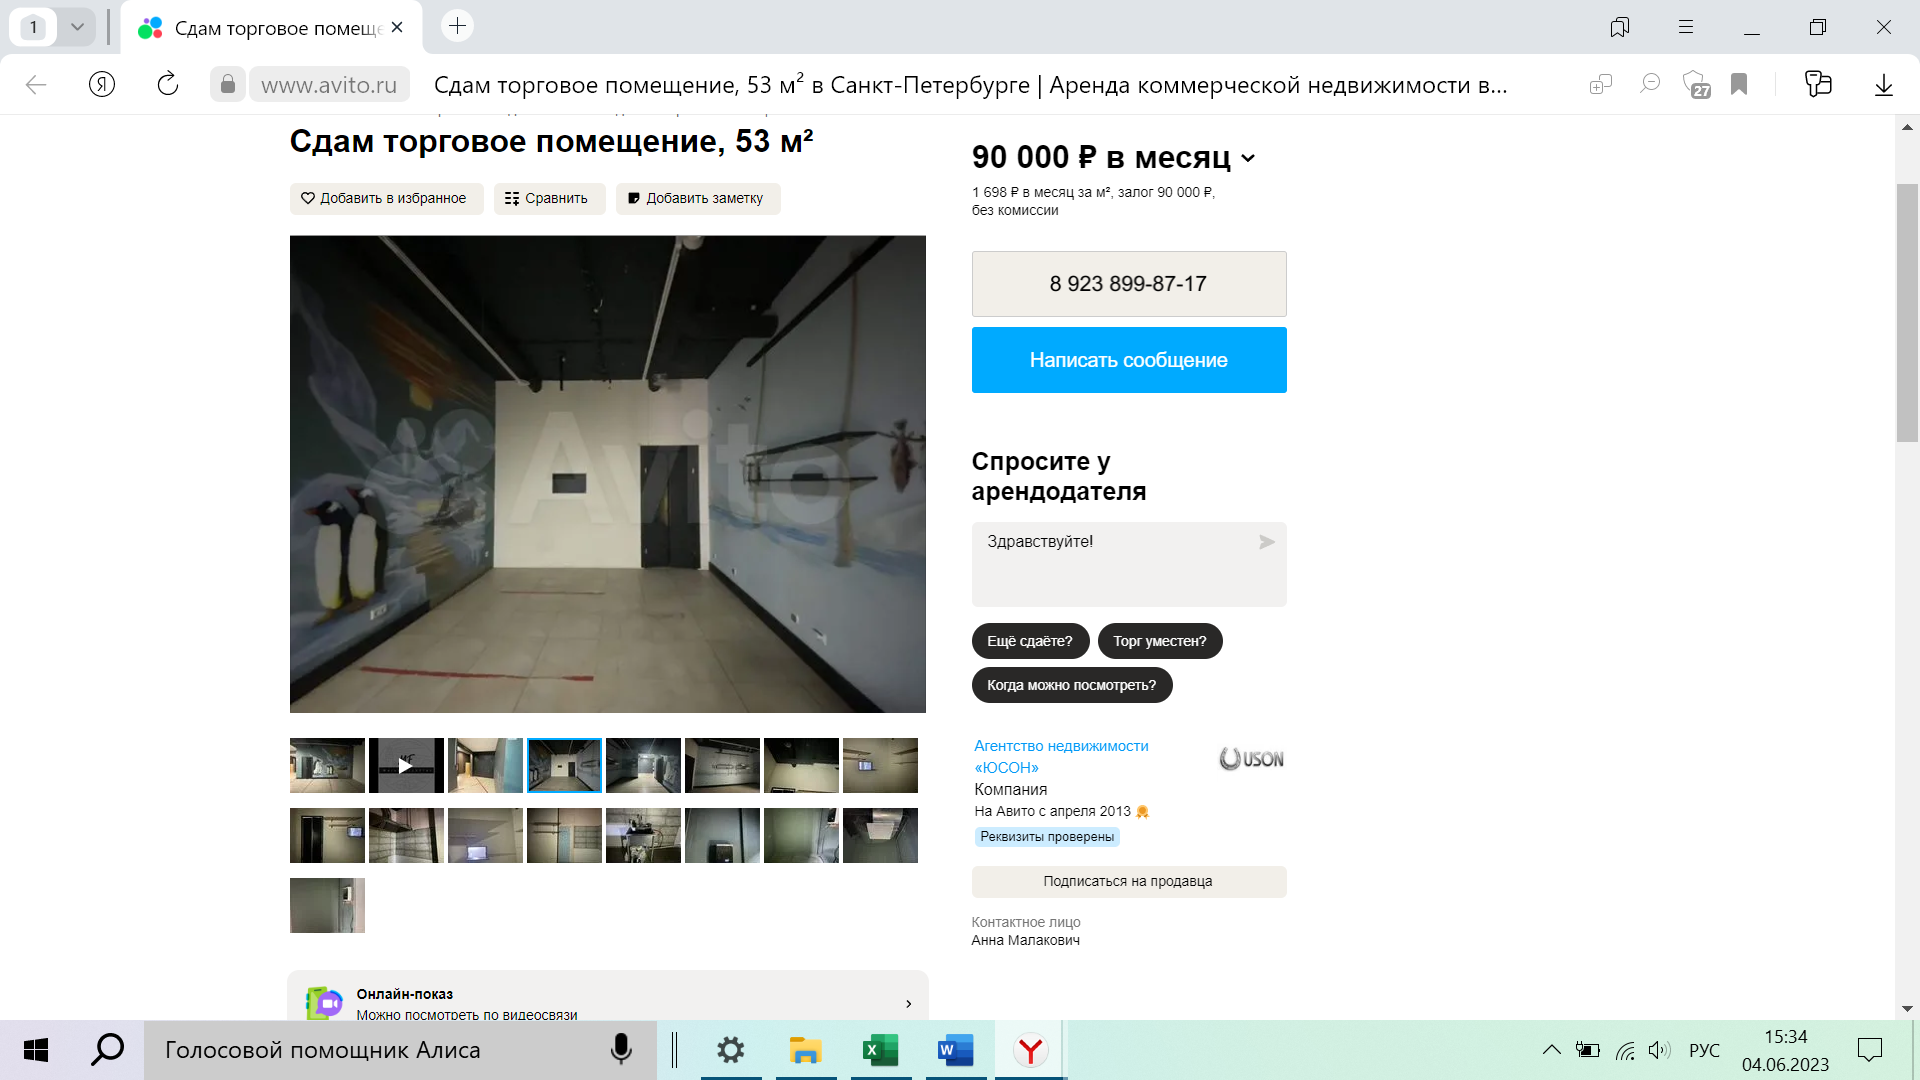 1
Сдам торговое помеще
www.avito.ru
Сдам торговое помещение, 53 м² в Санкт-Петербурге | Аренда коммерческой недвижимости в...
27
Сдам торговое помещение, 53 м²
Добавить в избранное
Сравнить
Добавить заметку
Avito
90 000 ₽ в месяц
1 698 ₽ в месяц за м², залог 90 000 ₽,
без комиссии
8 923 899-87-17
Написать сообщение
Спросите у
арендодателя
Здравствуйте!
Ещё сдаёте?
Торг уместен?
Когда можно посмотреть?
Агентство недвижимости
«ЮСОН»
USON
Компания
На Авито с апреля 2013
Реквизиты проверены
Подписаться на продавца
Контактное лицо
Анна Малакович
Онлайн-показ
Можно посмотреть по видеосвязи
Голосовой помощник Алиса
РУС
15:34
04.06.2023